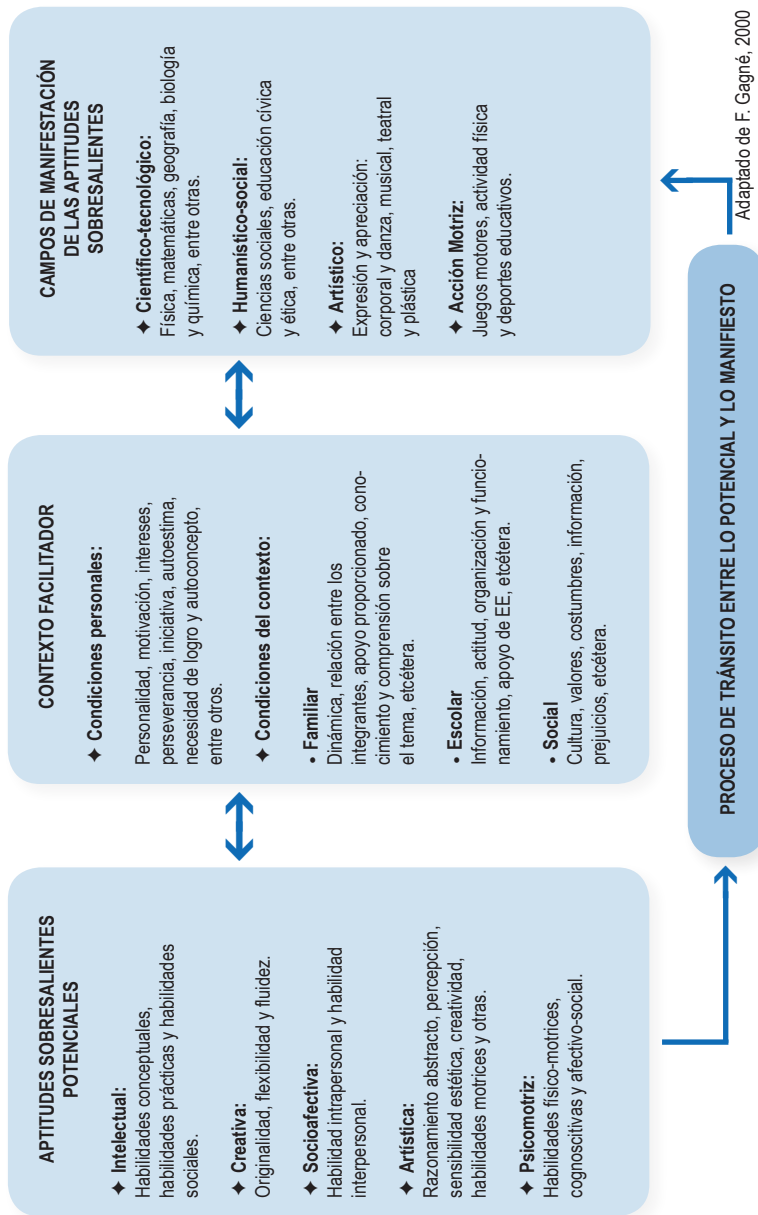 APTITUDES SOBRESALIENTES
POTENCIALES
✦ Intelectual:
Habilidades conceptuales,
habilidades prácticas y habilidades
sociales.
✦ Creativa:
Originalidad, flexibilidad y fluidez.
✦ Socioafectiva:
Habilidad intrapersonal y habilidad
interpersonal.
✦ Artística:
Razonamiento abstracto, percepción,
sensibilidad estética, creatividad,
habilidades motrices y otras.
✦ Psicomotriz:
Habilidades físico-motrices,
cognoscitivas y afectivo-social.
CONTEXTO FACILITADOR
✦ Condiciones personales:
Personalidad, motivación, intereses,
perseverancia, iniciativa, autoestima,
necesidad de logro y autoconcepto,
entre otros.
✦ Condiciones del contexto:
• Familiar
Dinámica, relación entre los
integrantes, apoyo proporcionado, cono-
cimiento y comprensión sobre
el tema, etcétera.
• Escolar
Información, actitud, organización y funcio-
namiento, apoyo de EE, etcétera.
• Social
Cultura, valores, costumbres, información,
prejuicios, etcétera.
CAMPOS DE MANIFESTACIÓN
DE LAS APTITUDES
SOBRESALIENTES
✦ Científico-tecnológico:
Física, matemáticas, geografía, biología
y química, entre otras.
✦ Humanístico-social:
Ciencias sociales, educación cívica
y ética, entre otras.
✦ Artístico:
Expresión y apreciación:
corporal y danza, musical, teatral
y plástica
✦ Acción Motriz:
Juegos motores, actividad física
y deportes educativos.
PROCESO DE TRÁNSITO ENTRE LO POTENCIAL Y LO MANIFIESTO
Adaptado de F. Gagné, 2000